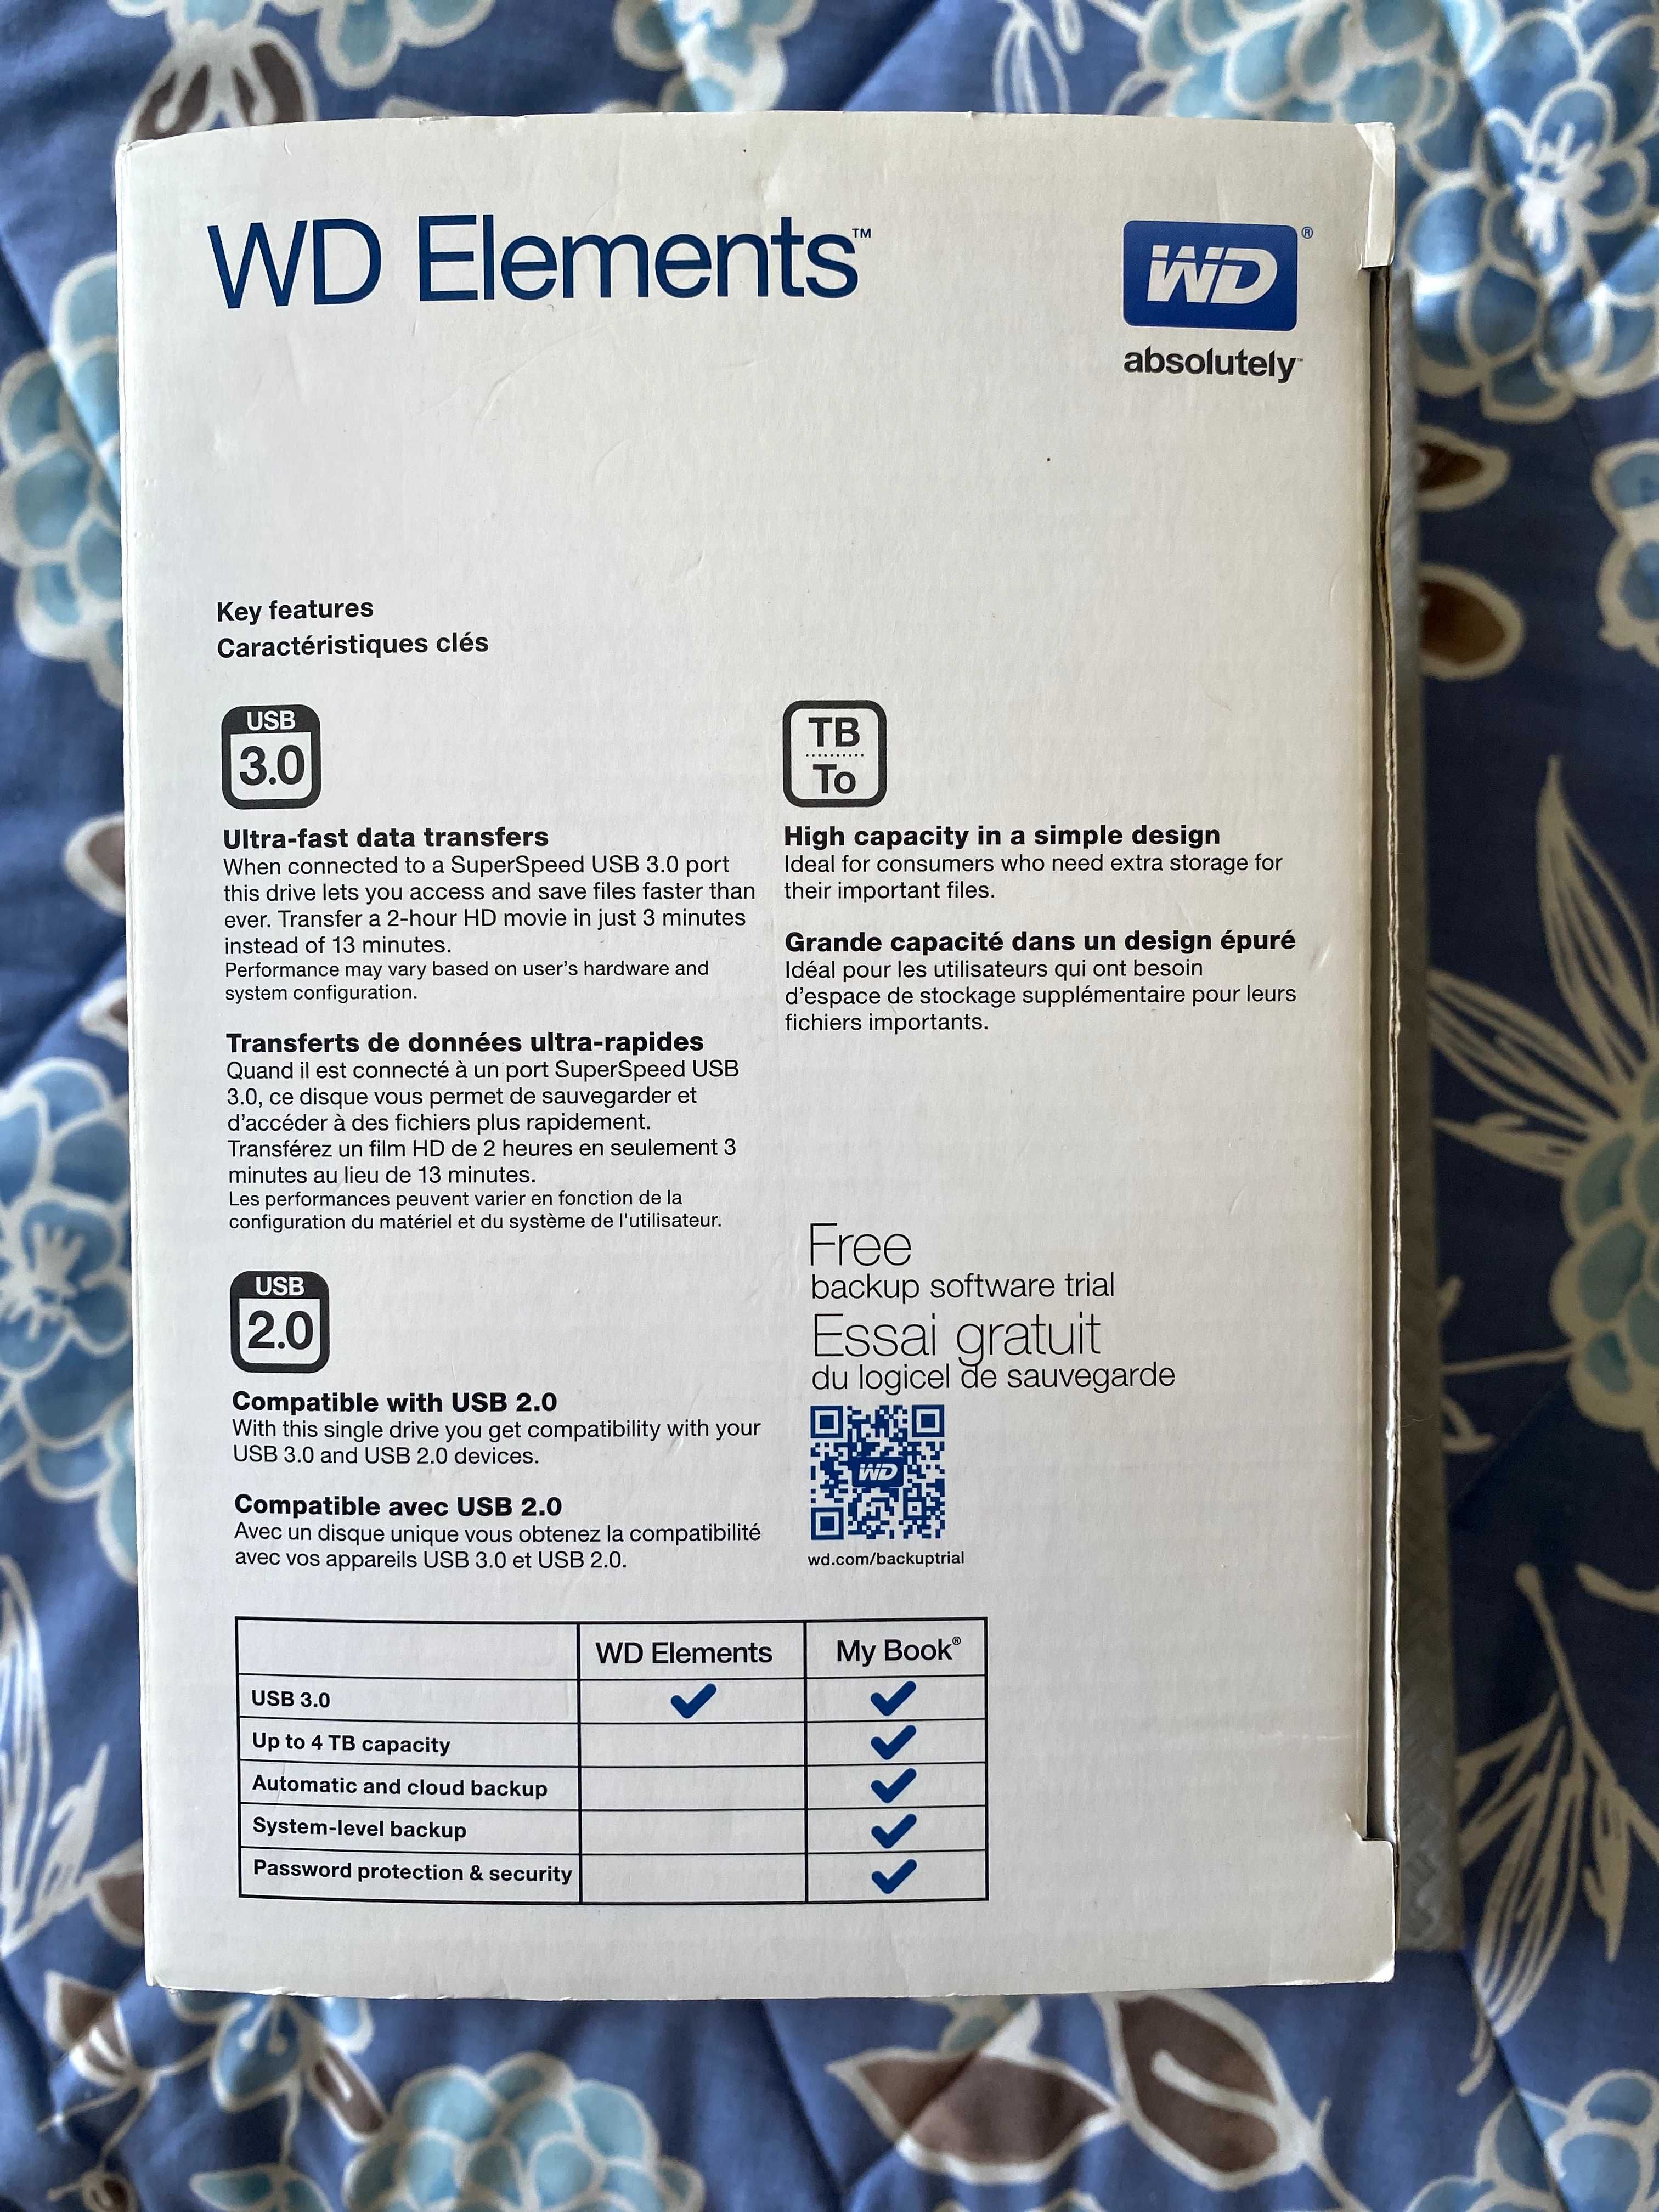 WD Elements™
WD®
absolutely™
Key features
Caractéristiques clés
USB
3.0
Ultra-fast data transfers
When connected to a SuperSpeed USB 3.0 port
this drive lets you access and save files faster than
ever. Transfer a 2-hour HD movie in just 3 minutes
instead of 13 minutes.
Performance may vary based on user's hardware and
system configuration.
Transferts de données ultra-rapides
Quand il est connecté à un port SuperSpeed USB
3.0, ce disque vous permet de sauvegarder et
d'accéder à des fichiers plus rapidement.
Transférez un film HD de 2 heures en seulement 3
minutes au lieu de 13 minutes.
Les performances peuvent varier en fonction de la
configuration du matériel et du système de l'utilisateur.
USB
2.0
Compatible with USB 2.0
With this single drive you get compatibility with your
USB 3.0 and USB 2.0 devices.
Compatible avec USB 2.0
Avec un disque unique vous obtenez la compatibilité
avec vos appareils USB 3.0 et USB 2.0.
TB
To
High capacity in a simple design
Ideal for consumers who need extra storage for
their important files.
Grande capacité dans un design épuré
Idéal pour les utilisateurs qui ont besoin
d'espace de stockage supplémentaire pour leurs
fichiers importants.
Free
backup software trial
Essai gratuit
du logicel de sauvegarde
WD
wd.com/backuptrial
WD Elements My Book®
USB 3.0 ✔ ✔
Up to 4 TB capacity ✔
Automatic and cloud backup ✔
System-level backup ✔
Password protection & security ✔